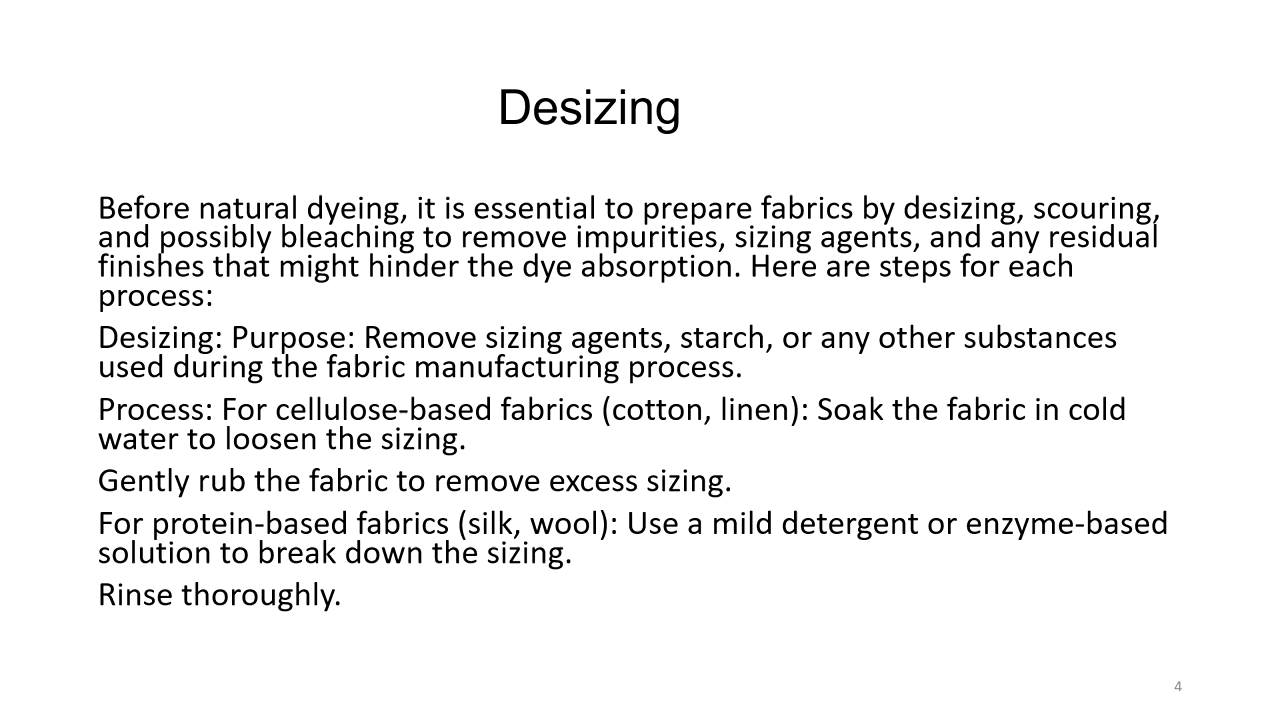 Desizing
Before natural dyeing, it is essential to prepare fabrics by desizing, scouring,
and possibly bleaching to remove impurities, sizing agents, and any residual
finishes that might hinder the dye absorption. Here are steps for each
process:
Desizing: Purpose: Remove sizing agents, starch, or any other substances
used during the fabric manufacturing process.
Process: For cellulose-based fabrics (cotton, linen): Soak the fabric in cold
water to loosen the sizing.
Gently rub the fabric to remove excess sizing.
For protein-based fabrics (silk, wool): Use a mild detergent or enzyme-based
solution to break down the sizing.
Rinse thoroughly.
4